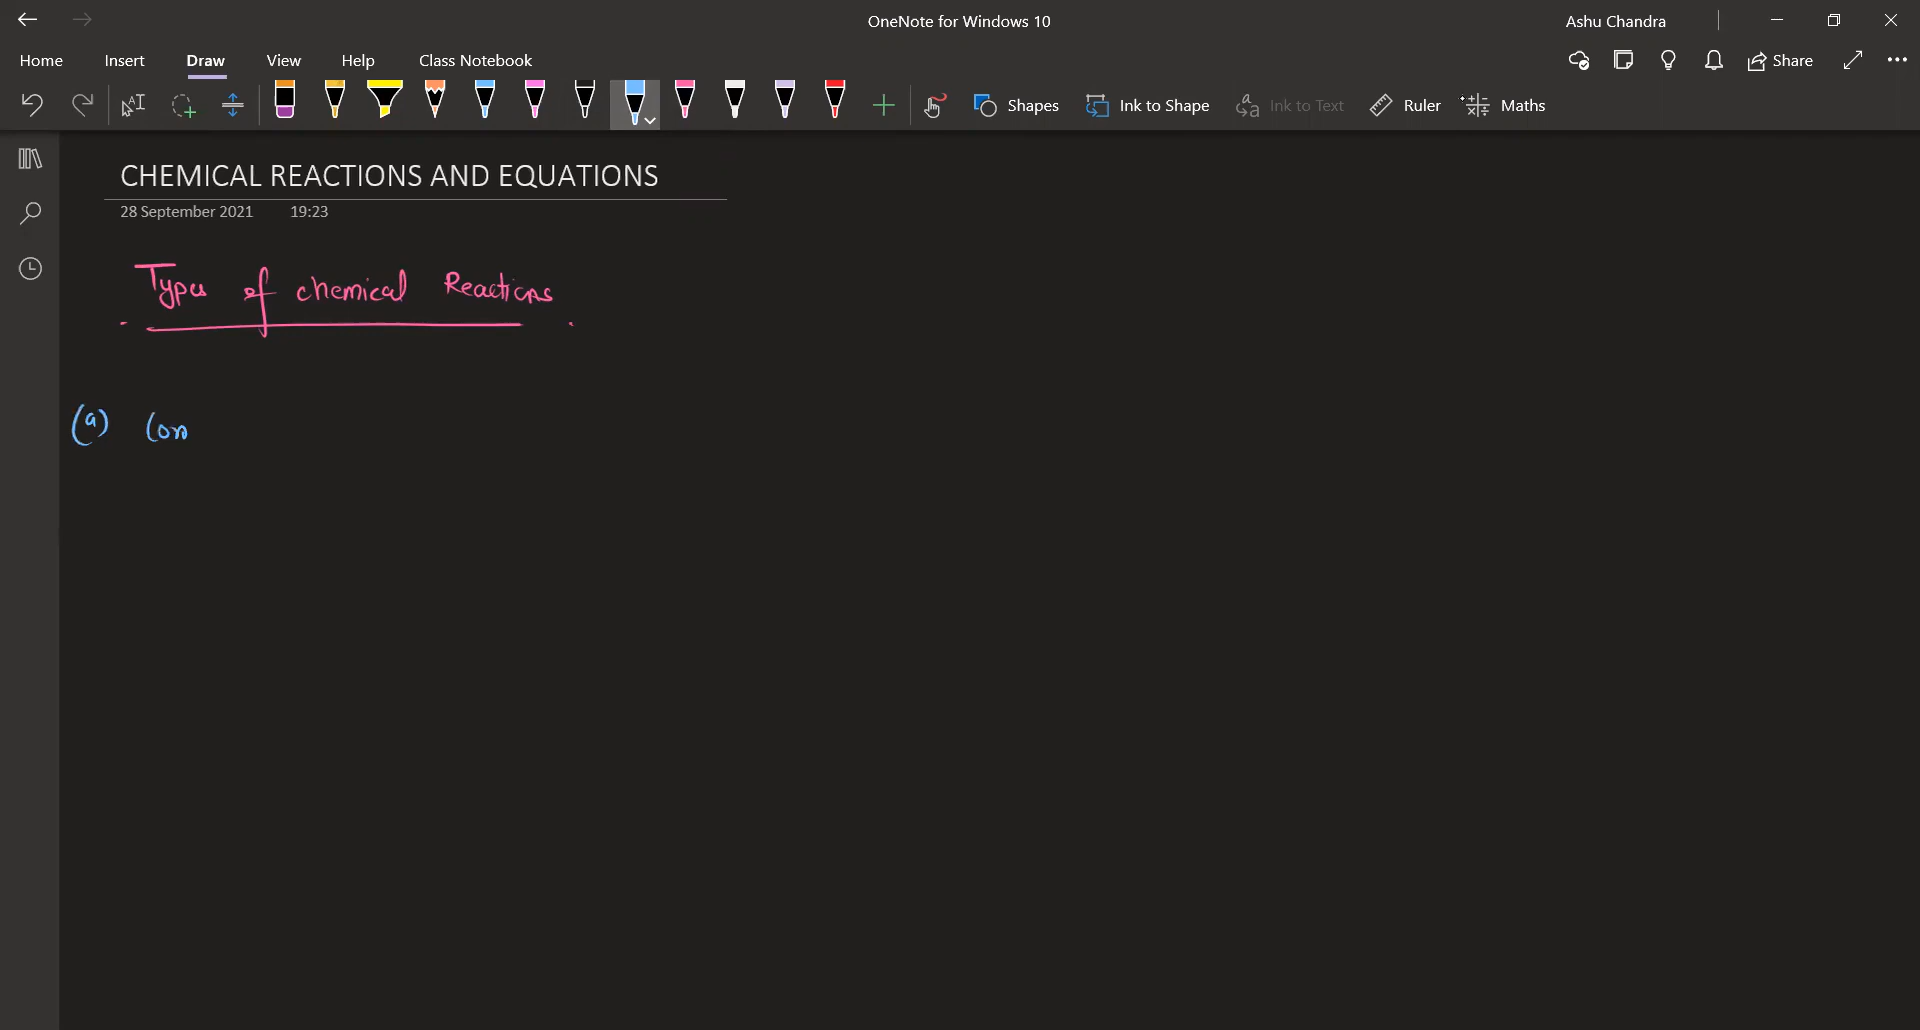 OneNote for Windows 10
Ashu Chandra
Home Insert Draw View Help Class Notebook
Share
Shapes Ink to Shape Ink to Text Ruler Maths
CHEMICAL REACTIONS AND EQUATIONS
28 September 2021 19:23
Types of chemical Reactions
(a) Com